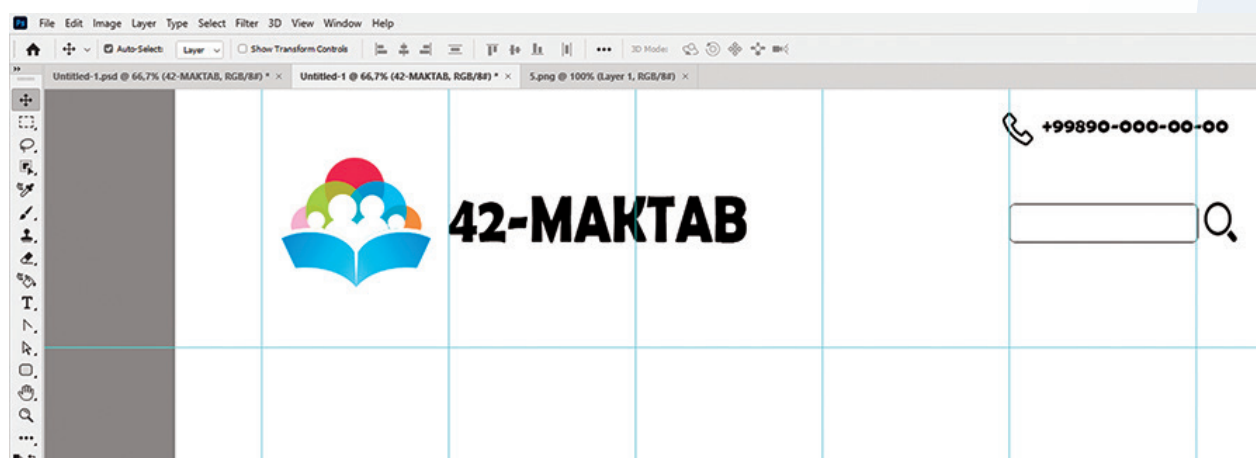 Ps File Edit Image Layer Type Select Filter 3D View Window Help
Auto-Select: Layer Show Transform Controls 3D Mode:
Untitled-1.psd @ 66,7% (42-MAKTAB, RGB/8#) * × Untitled-1 @ 66,7% (42-MAKTAB, RGB/8#) * × 5.png @ 100% (Layer 1, RGB/8#) ×
+99890-000-00-00
42-MAKTAB